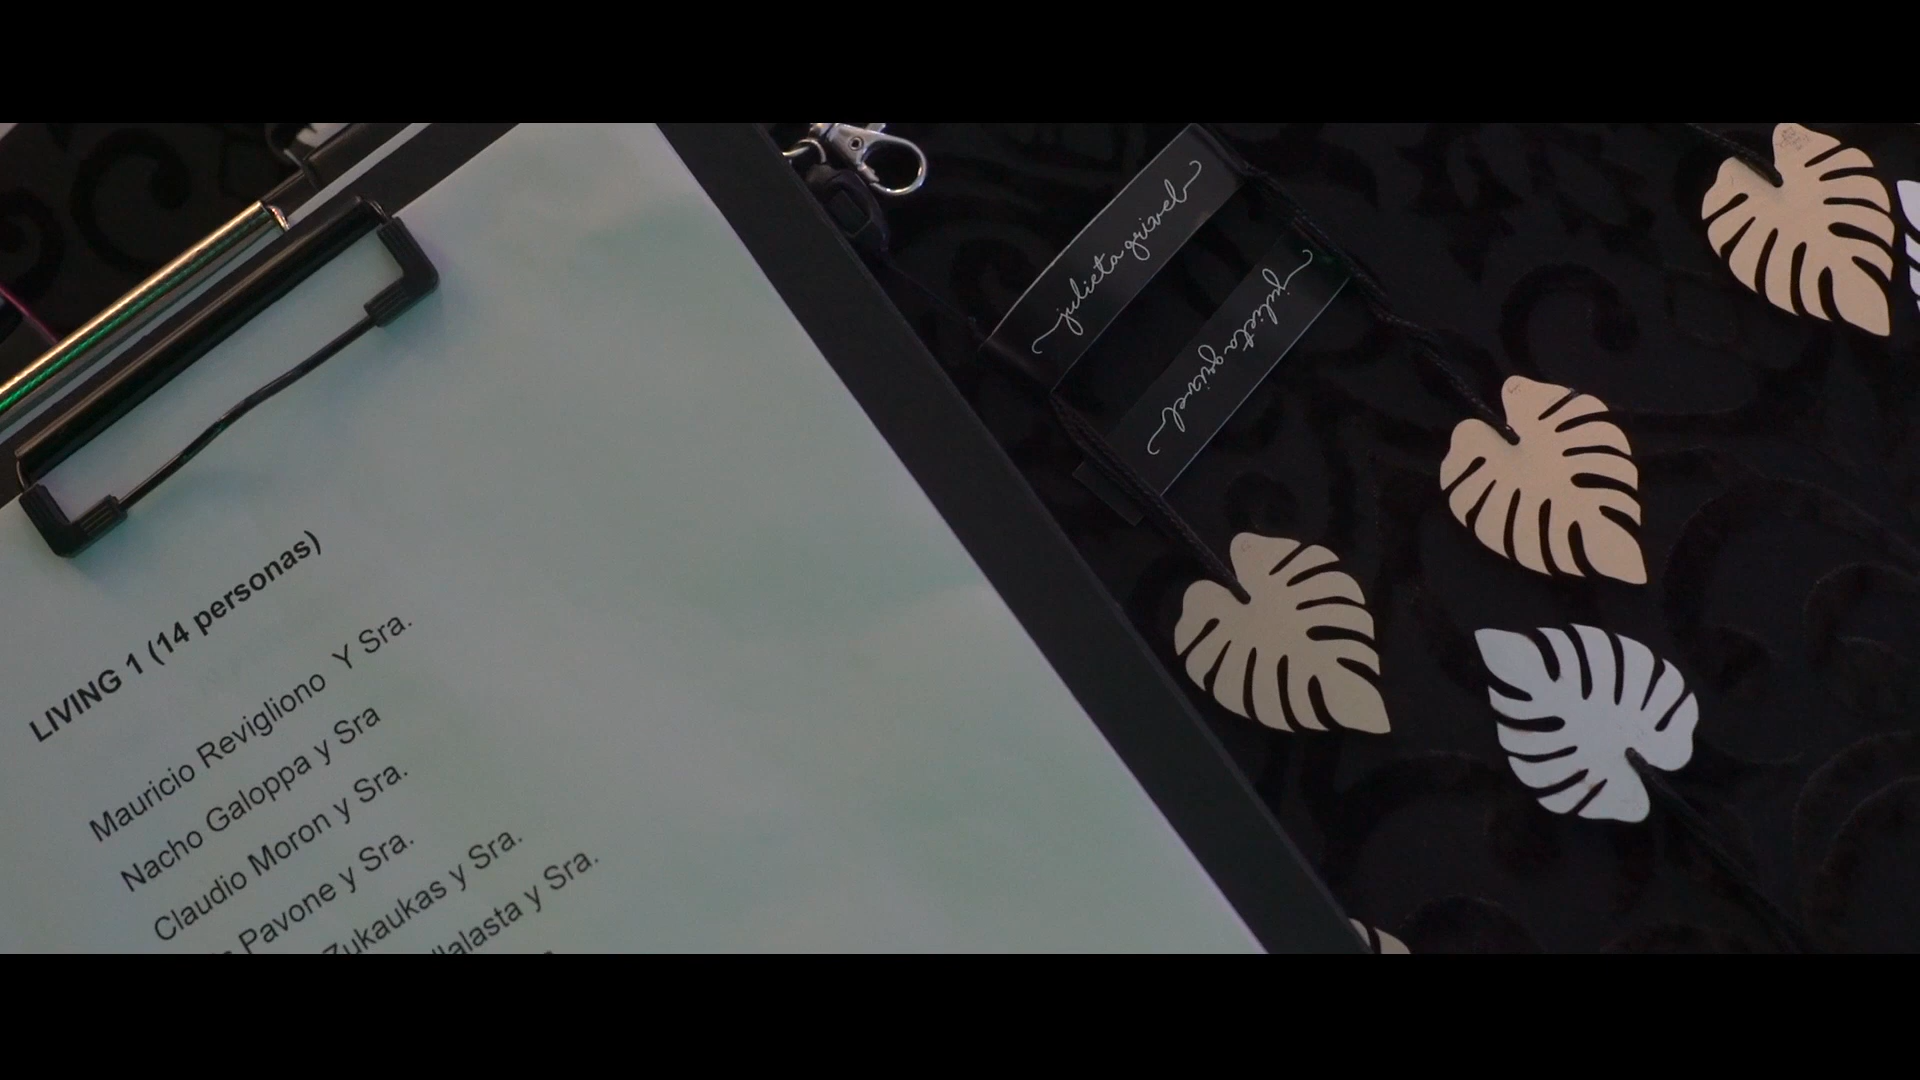 LIVING 1 (14 personas)
Mauricio Revigliono Y Sra.
Nacho Galoppa y Sra
Claudio Moron y Sra.
Pavone y Sra.
Zukaukas y Sra.
y Sra.
julieta grivel
julieta grivel